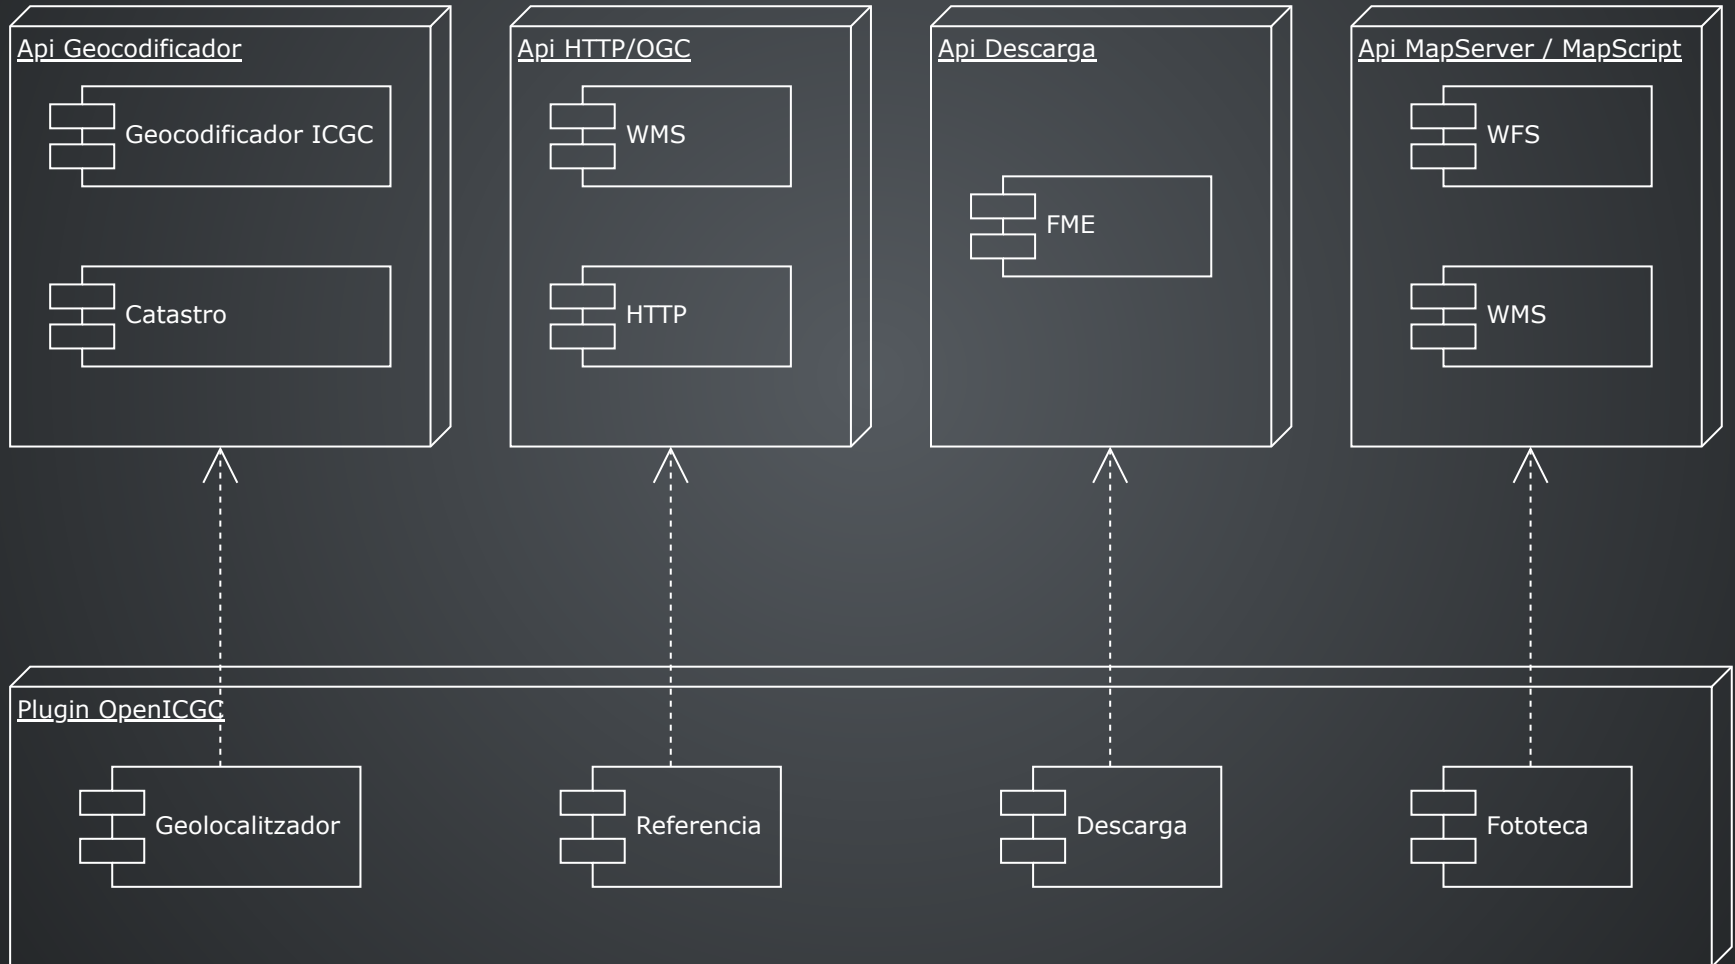 Api Geocodificador
Geocodificador ICGC
Catastro
Api HTTP/OGC
WMS
HTTP
Api Descarga
FME
Api MapServer / MapScript
WFS
WMS
Plugin OpenICGC
Geolocalitzador
Referencia
Descarga
Fototeca